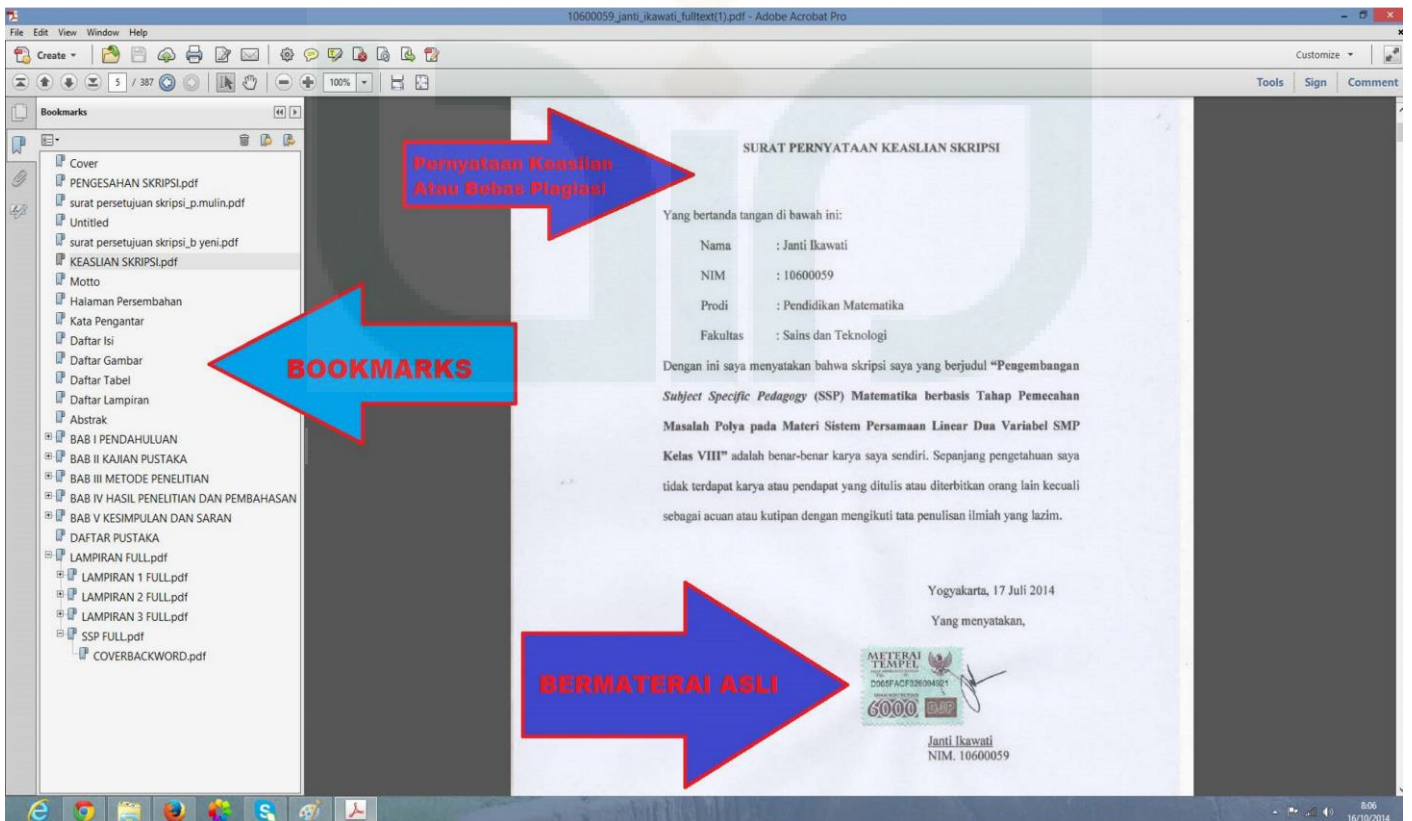 10600059_janti_ikawati_fulltext(1).pdf - Adobe Acrobat Pro
File Edit View Window Help
Create Customize
5 / 387 100% Tools Sign Comment
Bookmarks
Cover
PENGESAHAN SKRIPSI.pdf
surat persetujuan skripsi_p.mulin.pdf
Untitled
surat persetujuan skripsi_b yeni.pdf
KEASLIAN SKRIPSI.pdf
Motto
Halaman Persembahan
Kata Pengantar
Daftar Isi
Daftar Gambar
Daftar Tabel
Daftar Lampiran
Abstrak
BAB I PENDAHULUAN
BAB II KAJIAN PUSTAKA
BAB III METODE PENELITIAN
BAB IV HASIL PENELITIAN DAN PEMBAHASAN
BAB V KESIMPULAN DAN SARAN
DAFTAR PUSTAKA
LAMPIRAN FULL.pdf
LAMPIRAN 1 FULL.pdf
LAMPIRAN 2 FULL.pdf
LAMPIRAN 3 FULL.pdf
SSP FULL.pdf
COVERBACKWORD.pdf
BOOKMARKS
Pernyataan Keaslian
Atau Bebas Plagiasi
SURAT PERNYATAAN KEASLIAN SKRIPSI
Yang bertanda tangan di bawah ini:
Nama : Janti Ikawati
NIM : 10600059
Prodi : Pendidikan Matematika
Fakultas : Sains dan Teknologi
Dengan ini saya menyatakan bahwa skripsi saya yang berjudul “Pengembangan
Subject Specific Pedagogy (SSP) Matematika berbasis Tahap Pemecahan
Masalah Polya pada Materi Sistem Persamaan Linear Dua Variabel SMP
Kelas VIII” adalah benar-benar karya saya sendiri. Sepanjang pengetahuan saya
tidak terdapat karya atau pendapat yang ditulis atau diterbitkan orang lain kecuali
sebagai acuan atau kutipan dengan mengikuti tata penulisan ilmiah yang lazim.
Yogyakarta, 17 Juli 2014
Yang menyatakan,
BERMATERAI ASLI
METERAI
TEMPEL
6000 DJP
Janti Ikawati
NIM. 10600059
8:06
16/10/2014